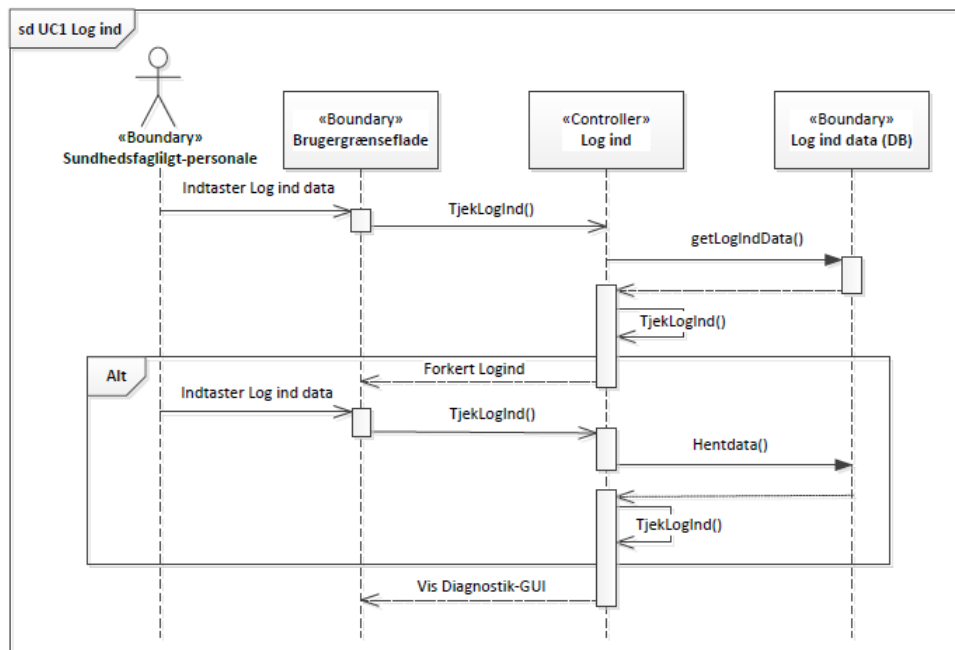 sd UC1 Log ind
«Boundary»
Sundhedsfaglilgt-personale
«Boundary»
Brugergrænseflade
«Controller»
Log ind
«Boundary»
Log ind data (DB)
Indtaster Log ind data
TjekLogInd()
getLogIndData()
TjekLogInd()
Alt
Forkert Logind
Indtaster Log ind data
TjekLogInd()
Hentdata()
TjekLogInd()
Vis Diagnostik-GUI